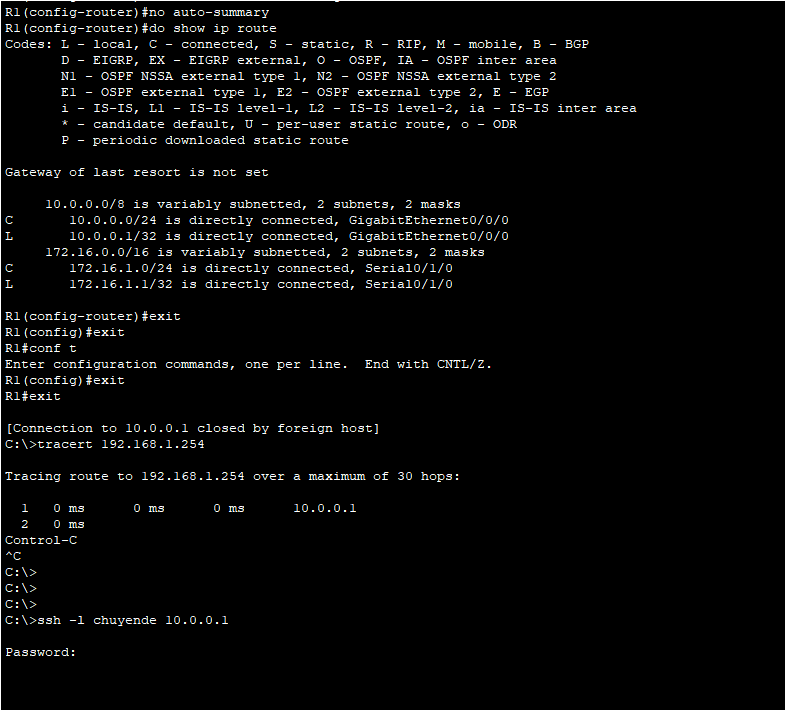 R1(config-router)#no auto-summary
R1(config-router)#do show ip route
Codes: L - local, C - connected, S - static, R - RIP, M - mobile, B - BGP
       D - EIGRP, EX - EIGRP external, O - OSPF, IA - OSPF inter area
       N1 - OSPF NSSA external type 1, N2 - OSPF NSSA external type 2
       E1 - OSPF external type 1, E2 - OSPF external type 2, E - EGP
       i - IS-IS, L1 - IS-IS level-1, L2 - IS-IS level-2, ia - IS-IS inter area
       * - candidate default, U - per-user static route, o - ODR
       P - periodic downloaded static route

Gateway of last resort is not set

     10.0.0.0/8 is variably subnetted, 2 subnets, 2 masks
C       10.0.0.0/24 is directly connected, GigabitEthernet0/0/0
L       10.0.0.1/32 is directly connected, GigabitEthernet0/0/0
     172.16.0.0/16 is variably subnetted, 2 subnets, 2 masks
C       172.16.1.0/24 is directly connected, Serial0/1/0
L       172.16.1.1/32 is directly connected, Serial0/1/0

R1(config-router)#exit
R1(config)#exit
R1#conf t
Enter configuration commands, one per line.  End with CNTL/Z.
R1(config)#exit
R1#exit

[Connection to 10.0.0.1 closed by foreign host]
C:\>tracert 192.168.1.254

Tracing route to 192.168.1.254 over a maximum of 30 hops:

  1   0 ms      0 ms      0 ms      10.0.0.1
  2   0 ms
Control-C
^C
C:\>
C:\>
C:\>
C:\>ssh -l chuyende 10.0.0.1

Password: